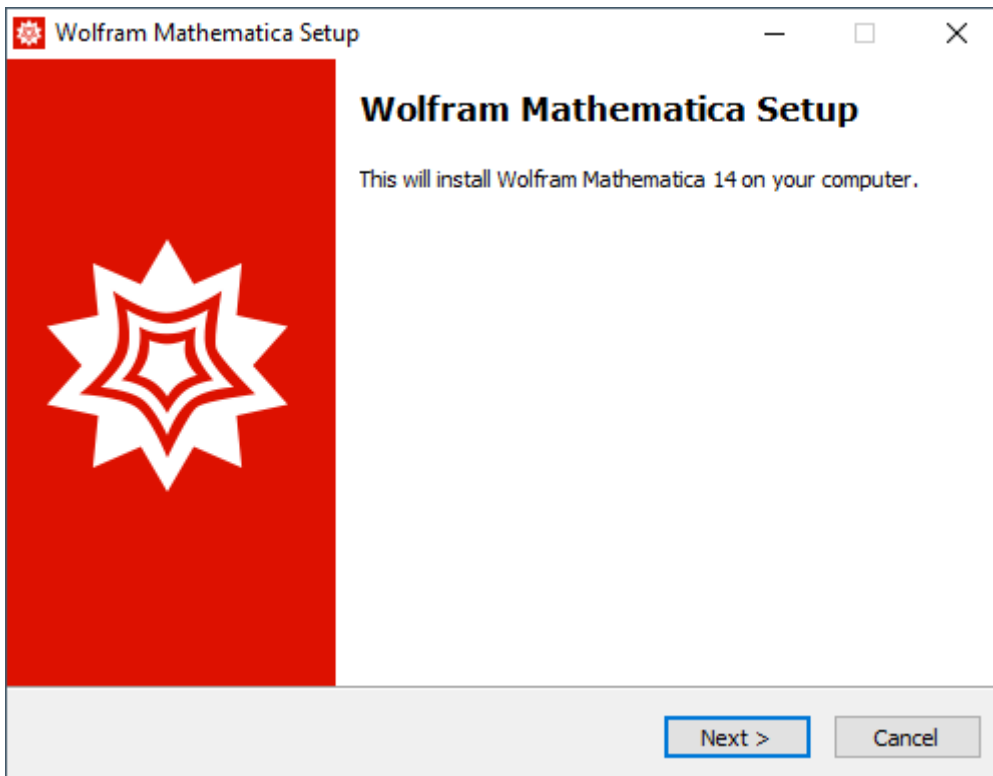 Wolfram Mathematica Setup
Wolfram Mathematica Setup
This will install Wolfram Mathematica 14 on your computer.
Next >
Cancel